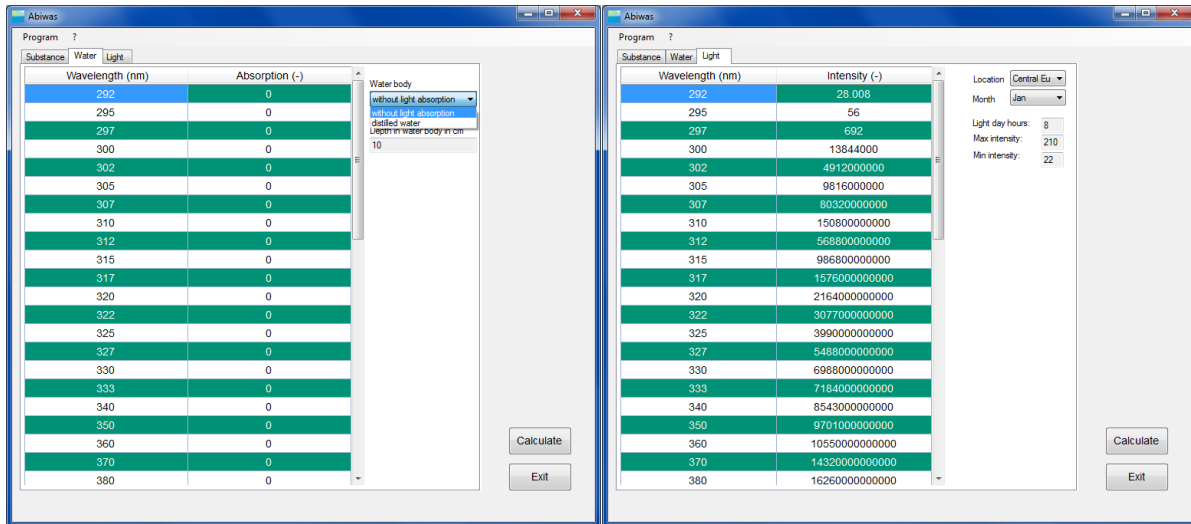 Abiwas
Program ?
Substance Water Light
Wavelength (nm) Absorption (-)
292 0
295 0
297 0
300 0
302 0
305 0
307 0
310 0
312 0
315 0
317 0
320 0
322 0
325 0
327 0
330 0
333 0
340 0
350 0
360 0
370 0
380 0
Water body
without light absorption
without light absorption
distilled water
Depth in water body in cm
10
Calculate
Exit
Abiwas
Program ?
Substance Water Light
Wavelength (nm) Intensity (-)
292 28.008
295 56
297 692
300 13844000
302 4912000000
305 9816000000
307 80320000000
310 150800000000
312 568800000000
315 986800000000
317 1576000000000
320 2164000000000
322 3077000000000
325 3990000000000
327 5488000000000
330 6988000000000
333 7184000000000
340 8543000000000
350 9701000000000
360 10550000000000
370 14320000000000
380 16260000000000
Location Central Eu
Month Jan
Light day hours: 8
Max intensity: 210
Min intensity: 22
Calculate
Exit